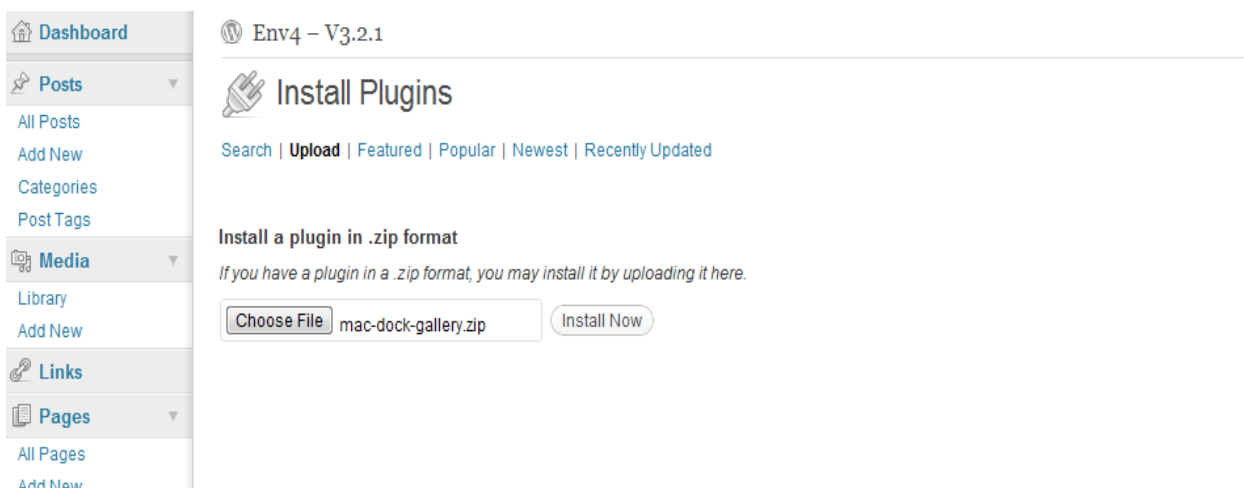 Dashboard
Posts
All Posts
Add New
Categories
Post Tags
Media
Library
Add New
Links
Pages
All Pages
Add New
Env4 – V3.2.1
Install Plugins
Search | Upload | Featured | Popular | Newest | Recently Updated
Install a plugin in .zip format
If you have a plugin in a .zip format, you may install it by uploading it here.
Choose File mac-dock-gallery.zip Install Now